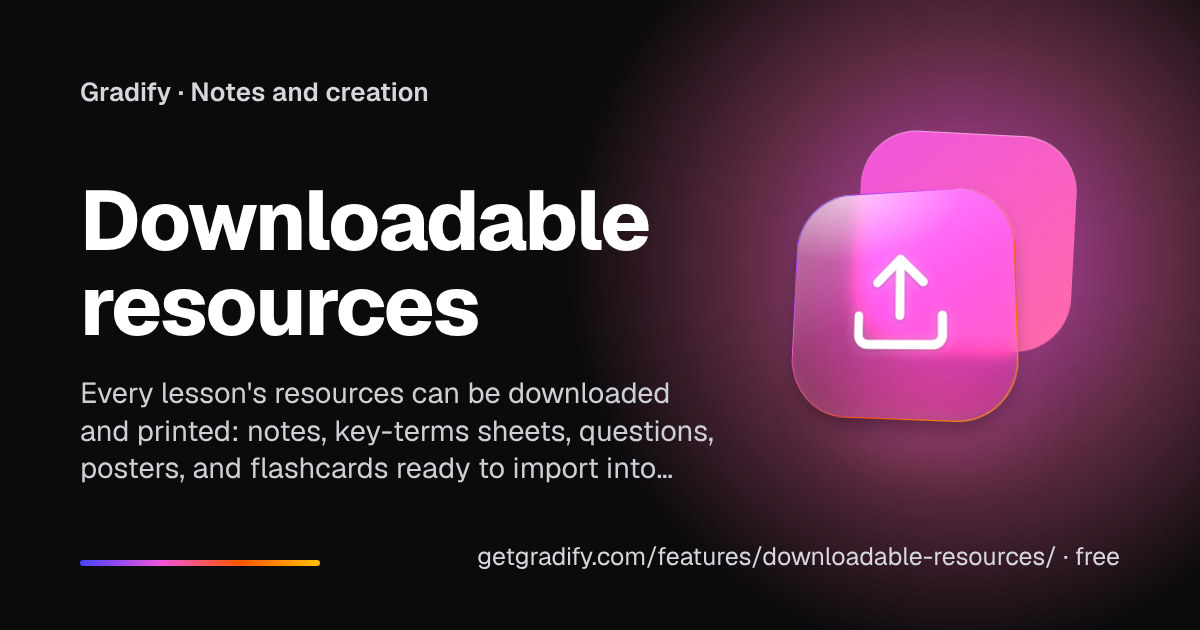 Gradify · Notes and creation
Downloadable
resources
Every lesson's resources can be downloaded
and printed: notes, key-terms sheets, questions,
posters, and flashcards ready to import into…
getgradify.com/features/downloadable-resources/ · free